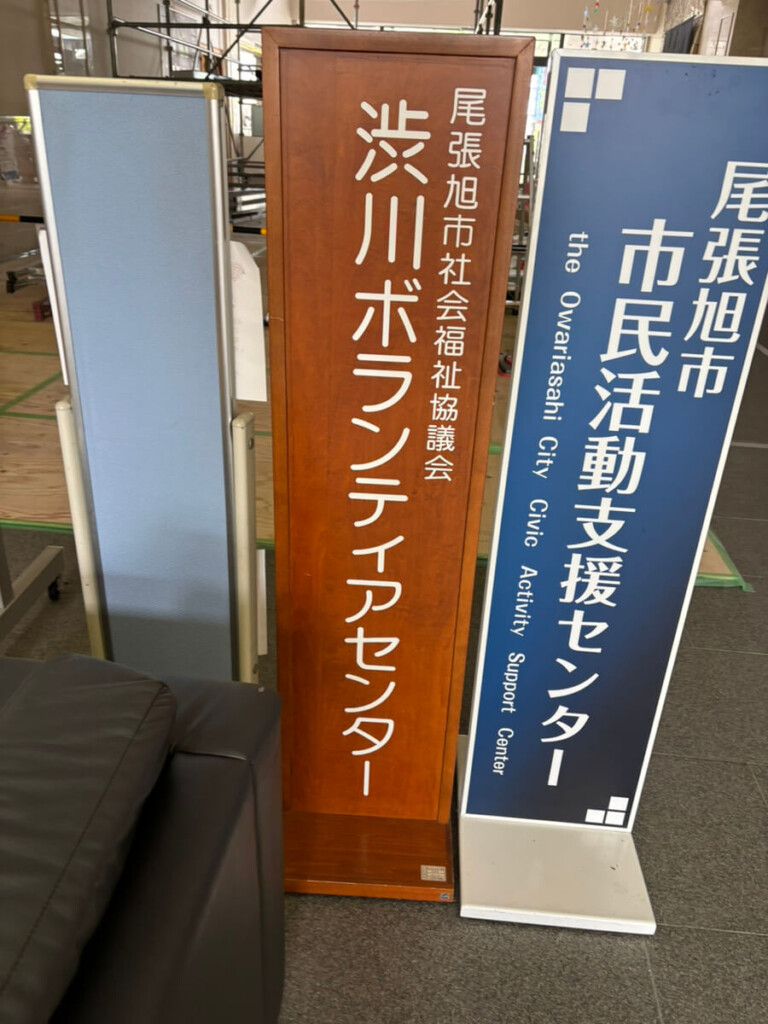 尾張旭市社会福祉協議会
渋川ボランティアセンター
尾張旭市
市民活動支援センター
the Owariasahi City Civic Activity Support Center